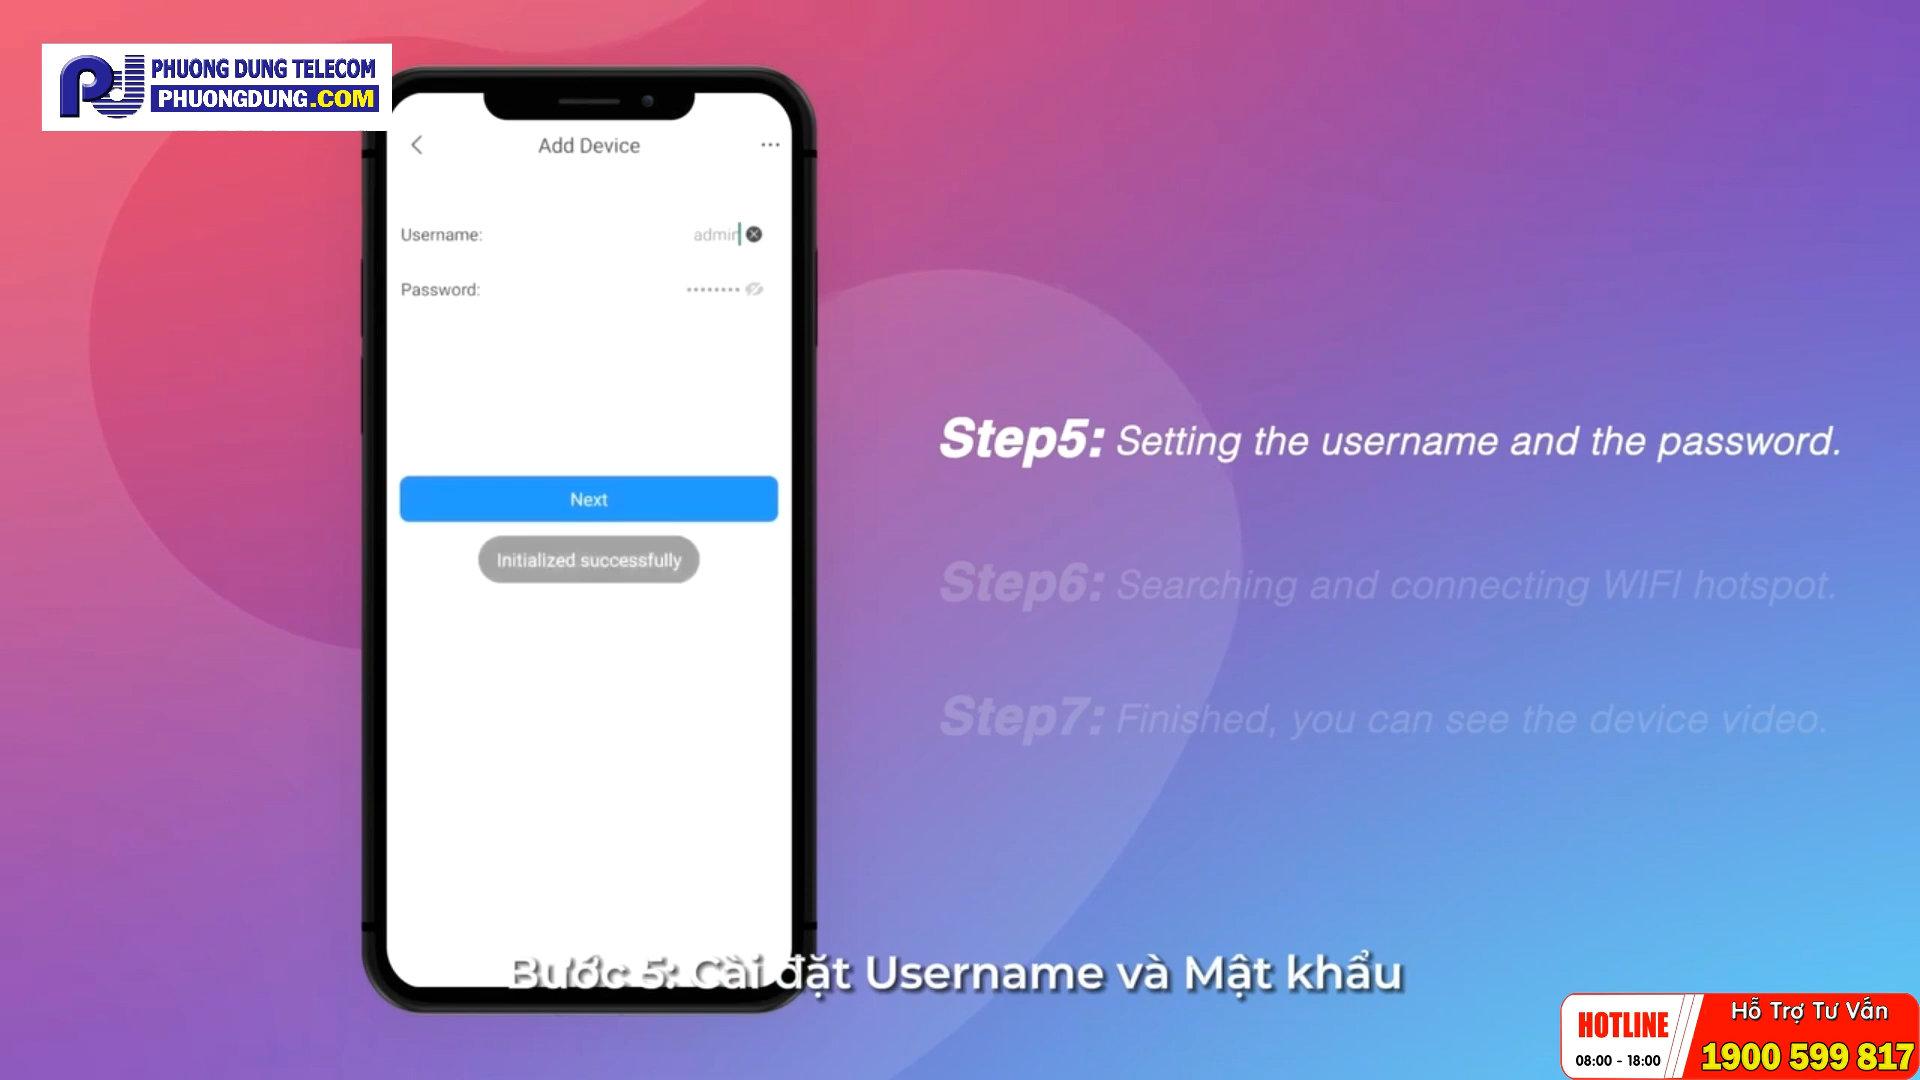 PHUONG DUNG TELECOM
PHUONGDUNG.COM
Add Device
Username:
admin
Password:
Next
Initialized successfully
Step5: Setting the username and the password.
Step6: Searching and connecting WIFI hotspot.
Step7: Finished, you can see the device video.
Bước 5: Cài đặt Username và Mật khẩu
HOTLINE
08:00 - 18:00
Hỗ Trợ Tư Vấn
1900 599 817